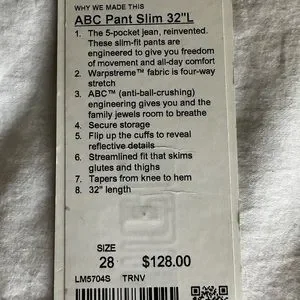 WHY WE MADE THIS
ABC Pant Slim 32"L
1. The 5-pocket jean, reinvented.
These slim-fit pants are
engineered to give you freedom
of movement and all-day comfort
2. Warpstreme™ fabric is four-way
stretch
3. ABC™ (anti-ball-crushing)
engineering gives you and the
family jewels room to breathe
4. Secure storage
5. Flip up the cuffs to reveal
reflective details
6. Streamlined fit that skims
glutes and thighs
7. Tapers from knee to hem
8. 32" length
SIZE
28 $128.00
LM5704S TRNV